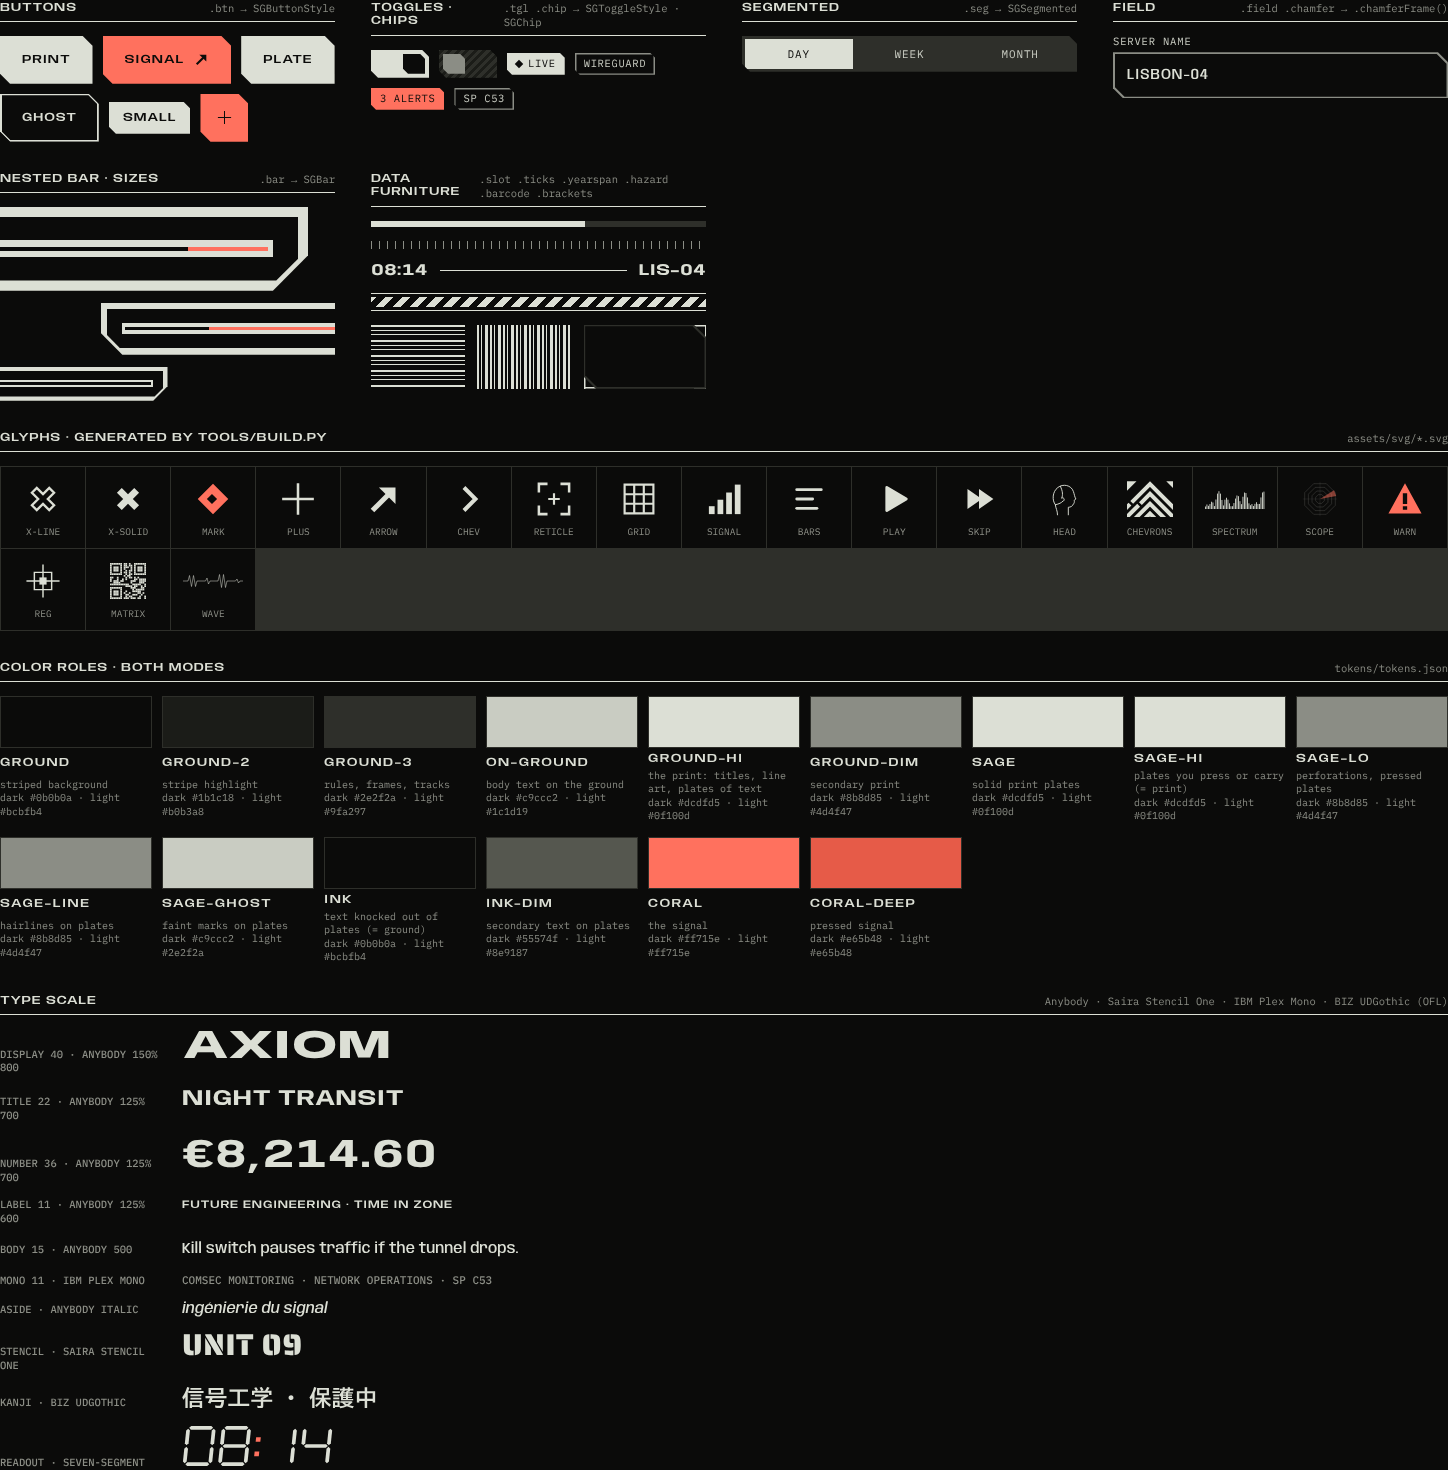 BUTTONS
.btn → SGButtonStyle
PRINT
SIGNAL
PLATE
GHOST
SMALL
TOGGLES ·
CHIPS
.tgl .chip → SGToggleStyle ·
SGChip
LIVE
WIREGUARD
3 ALERTS
SP C53
SEGMENTED
.seg → SGSegmented
DAY
WEEK
MONTH
FIELD
.field .chamfer → .chamferFrame()
SERVER NAME
LISBON-04
NESTED BAR · SIZES
.bar → SGBar
DATA
FURNITURE
.slot .ticks .yearspan .hazard
.barcode .brackets
08:14
LIS-04
GLYPHS · GENERATED BY TOOLS/BUILD.PY
assets/svg/*.svg
X-LINE
X-SOLID
MARK
PLUS
ARROW
CHEV
RETICLE
GRID
SIGNAL
BARS
PLAY
SKIP
HEAD
CHEVRONS
SPECTRUM
SCOPE
WARN
REG
MATRIX
WAVE
COLOR ROLES · BOTH MODES
tokens/tokens.json
GROUND
striped background
dark #0b0b0a · light
#bcbfb4
GROUND-2
stripe highlight
dark #1b1c18 · light
#b0b3a8
GROUND-3
rules, frames, tracks
dark #2e2f2a · light
#9fa297
ON-GROUND
body text on the ground
dark #c9ccc2 · light
#1c1d19
GROUND-HI
the print: titles, line
art, plates of text
dark #dcdfd5 · light
#0f100d
GROUND-DIM
secondary print
dark #8b8d85 · light
#4d4f47
SAGE
solid print plates
dark #dcdfd5 · light
#0f100d
SAGE-HI
plates you press or carry
(= print)
dark #dcdfd5 · light
#0f100d
SAGE-LO
perforations, pressed
plates
dark #8b8d85 · light
#4d4f47
SAGE-LINE
hairlines on plates
dark #8b8d85 · light
#4d4f47
SAGE-GHOST
faint marks on plates
dark #c9ccc2 · light
#2e2f2a
INK
text knocked out of
plates (= ground)
dark #0b0b0a · light
#bcbfb4
INK-DIM
secondary text on plates
dark #55574f · light
#8e9187
CORAL
the signal
dark #ff715e · light
#ff715e
CORAL-DEEP
pressed signal
dark #e65b48 · light
#e65b48
TYPE SCALE
Anybody · Saira Stencil One · IBM Plex Mono · BIZ UDGothic (OFL)
DISPLAY 40 · ANYBODY 150%
800
AXIOM
TITLE 22 · ANYBODY 125%
700
NIGHT TRANSIT
NUMBER 36 · ANYBODY 125%
700
€8,214.60
LABEL 11 · ANYBODY 125%
600
FUTURE ENGINEERING · TIME IN ZONE
BODY 15 · ANYBODY 500
Kill switch pauses traffic if the tunnel drops.
MONO 11 · IBM PLEX MONO
COMSEC MONITORING · NETWORK OPERATIONS · SP C53
ASIDE · ANYBODY ITALIC
ingénierie du signal
STENCIL · SAIRA STENCIL
ONE
UNIT 09
KANJI · BIZ UDGOTHIC
信号工学 · 保護中
READOUT · SEVEN-SEGMENT
08:14